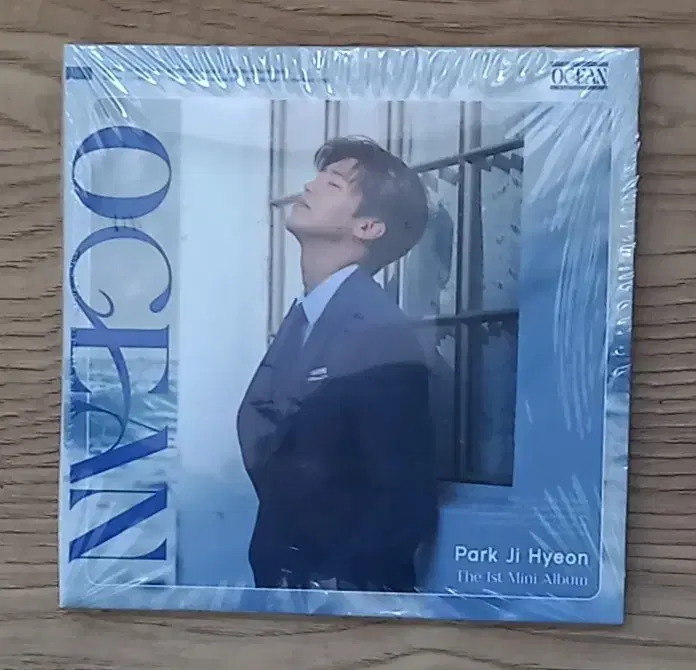 OCEAN
OCEAN
Park Ji Hyeon
The 1st Mini Album